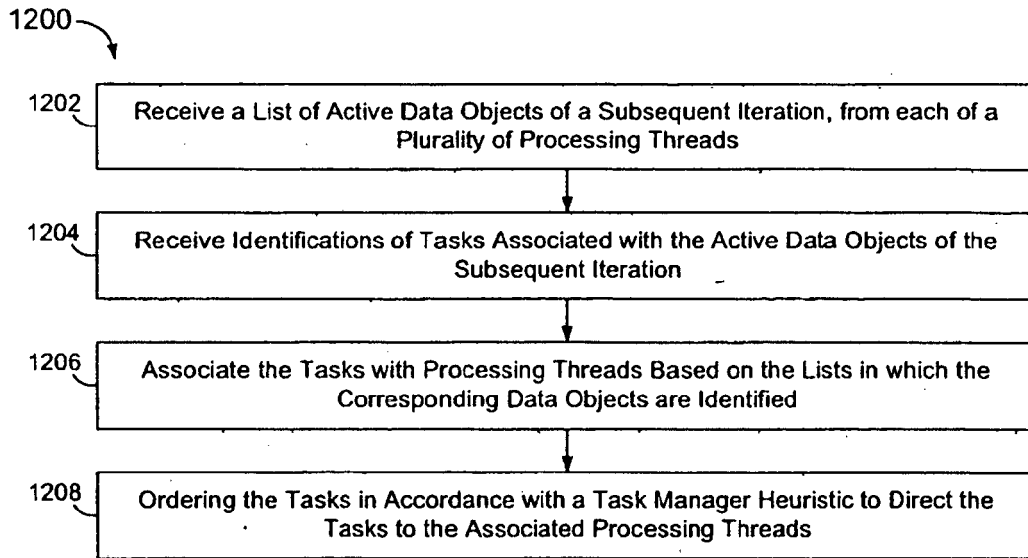 1200
1202
Receive a List of Active Data Objects of a Subsequent Iteration, from each of a
Plurality of Processing Threads
1204
Receive Identifications of Tasks Associated with the Active Data Objects of the
Subsequent Iteration
1206
Associate the Tasks with Processing Threads Based on the Lists in which the
Corresponding Data Objects are Identified
1208
Ordering the Tasks in Accordance with a Task Manager Heuristic to Direct the
Tasks to the Associated Processing Threads